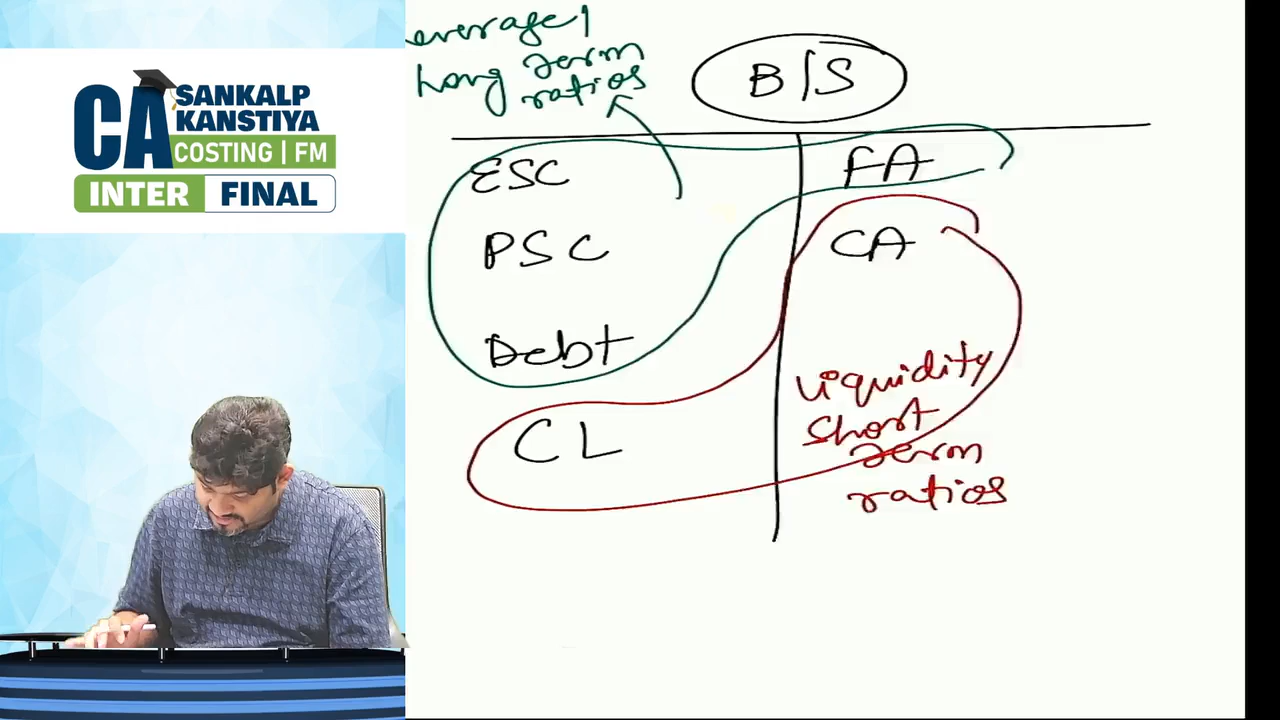 CA SANKALP
KANSTIYA
COSTING | FM
INTER FINAL
everage/
Long term
ratios
B/S
ESC FA
PSC CA
Debt
CL
Liquidity
Short
term
ratios